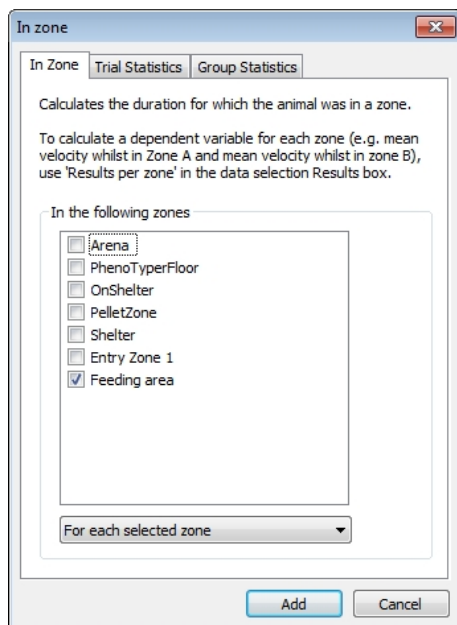 In zone
In Zone
Trial Statistics
Group Statistics
Calculates the duration for which the animal was in a zone.
To calculate a dependent variable for each zone (e.g. mean
velocity whilst in Zone A and mean velocity whilst in zone B),
use 'Results per zone' in the data selection Results box.
In the following zones
Arena
PhenoTyperFloor
OnShelter
PelletZone
Shelter
Entry Zone 1
Feeding area
For each selected zone
Add
Cancel